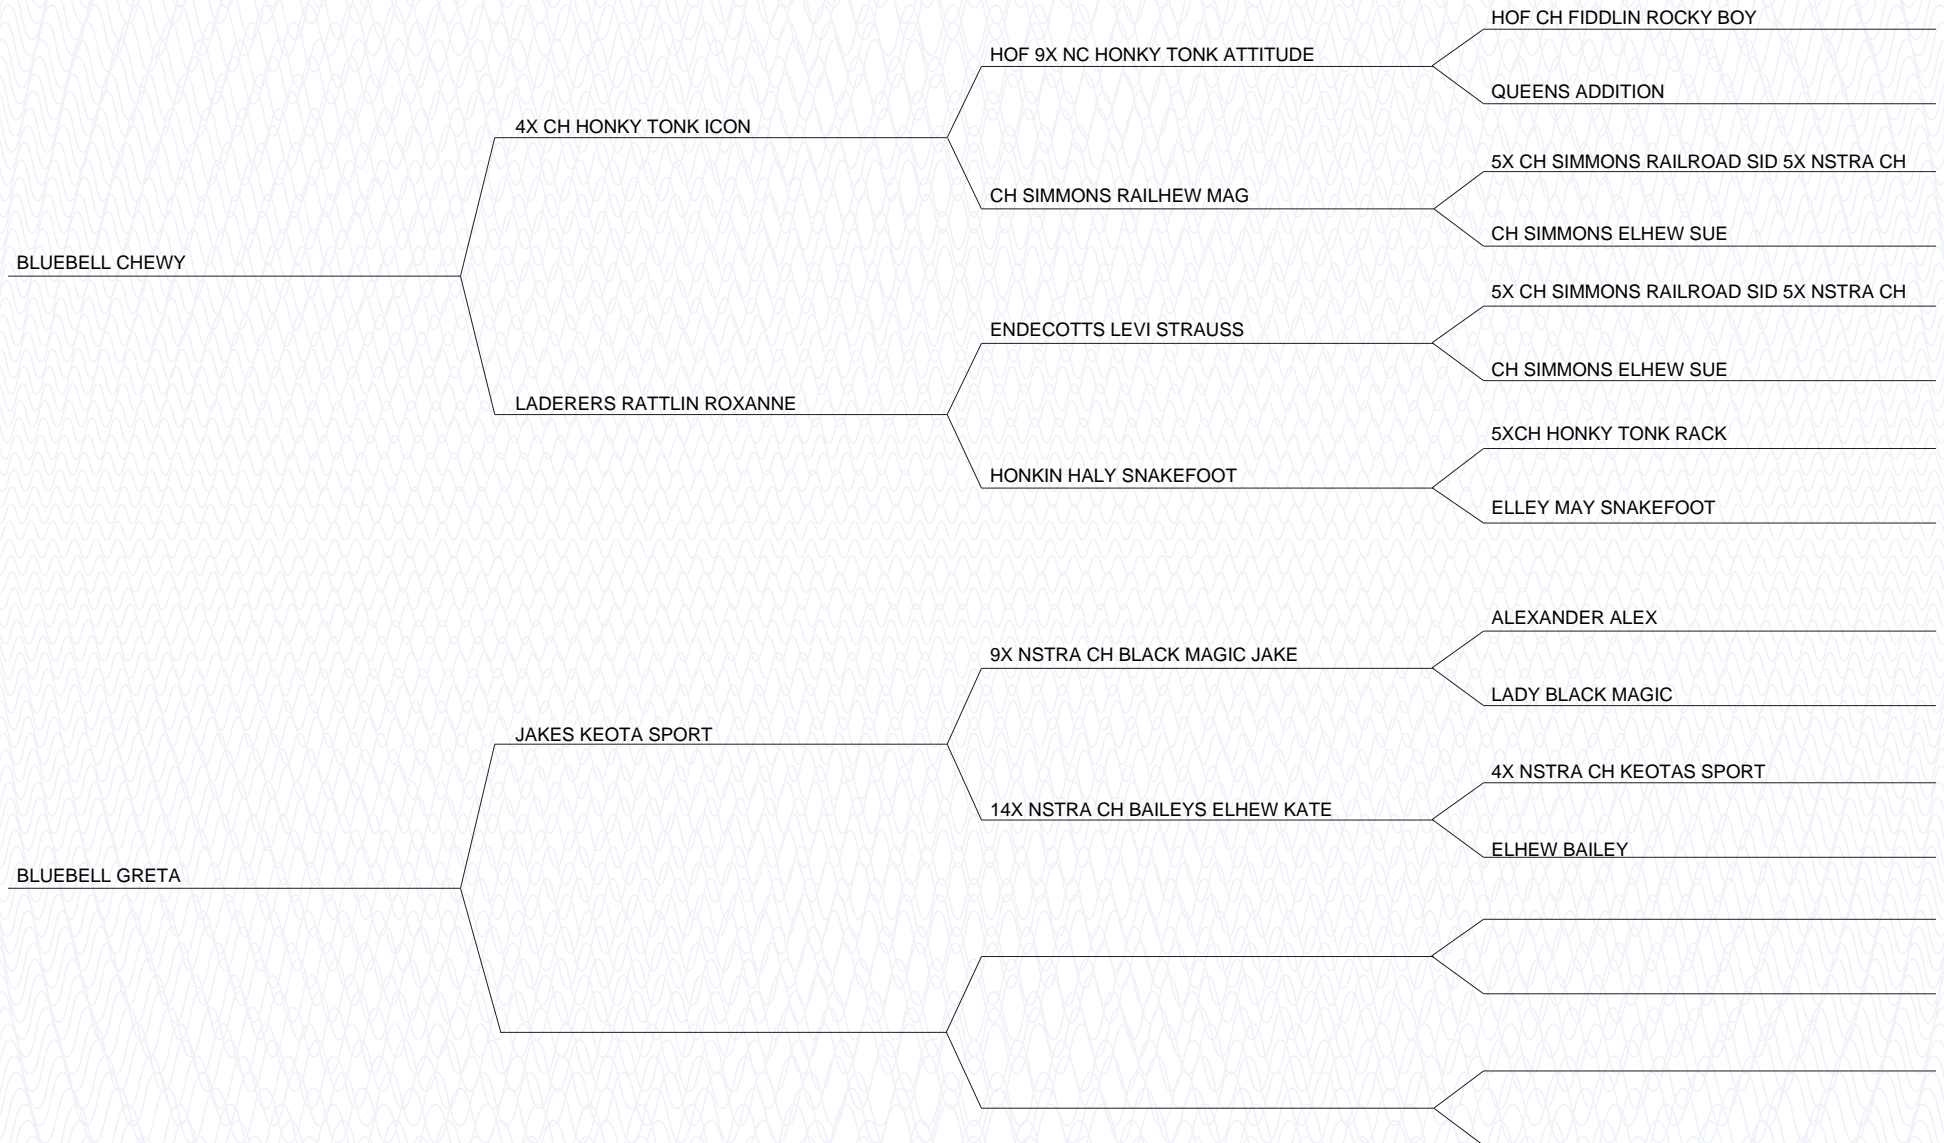 HOF CH FIDDLIN ROCKY BOY
HOF 9X NC HONKY TONK ATTITUDE
QUEENS ADDITION
4X CH HONKY TONK ICON
5X CH SIMMONS RAILROAD SID 5X NSTRA CH
CH SIMMONS RAILHEW MAG
CH SIMMONS ELHEW SUE
BLUEBELL CHEWY
5X CH SIMMONS RAILROAD SID 5X NSTRA CH
ENDECOTTS LEVI STRAUSS
CH SIMMONS ELHEW SUE
LADERERS RATTLIN ROXANNE
5XCH HONKY TONK RACK
HONKIN HALY SNAKEFOOT
ELLEY MAY SNAKEFOOT
ALEXANDER ALEX
9X NSTRA CH BLACK MAGIC JAKE
LADY BLACK MAGIC
JAKES KEOTA SPORT
4X NSTRA CH KEOTAS SPORT
14X NSTRA CH BAILEYS ELHEW KATE
ELHEW BAILEY
BLUEBELL GRETA